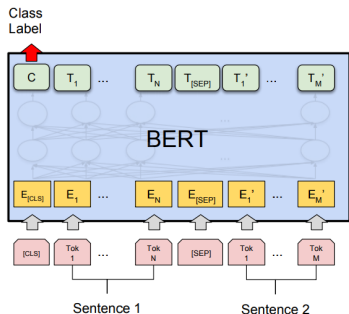 Class
Label
C T1 ... TN T[SEP] T1' ... TM'
...
BERT
...
E[CLS] E1 ... EN E[SEP] E1' ... EM'
[CLS] Tok 1 ... Tok N [SEP] Tok 1 ... Tok M
Sentence 1 Sentence 2